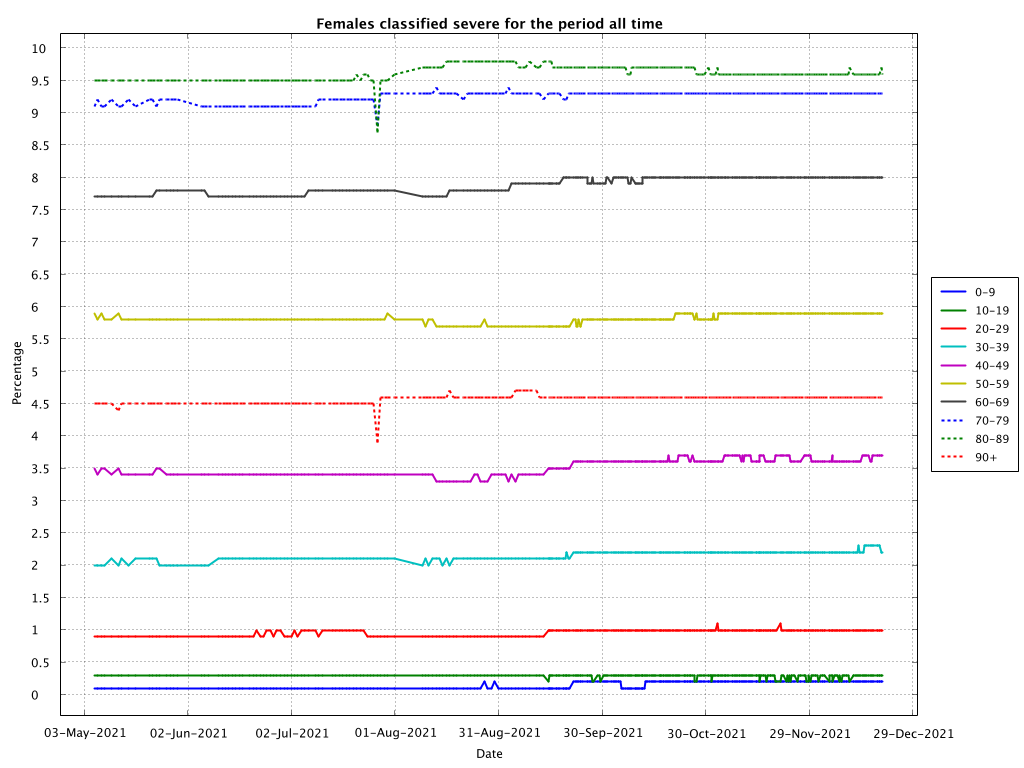 Females classified severe for the period all time
10
9.5
9
8.5
8
7.5
7
6.5
6
5.5
5
4.5
4
3.5
3
2.5
2
1.5
1
0.5
0
Percentage
03-May-2021
02-Jun-2021
02-Jul-2021
01-Aug-2021
31-Aug-2021
30-Sep-2021
30-Oct-2021
29-Nov-2021
29-Dec-2021
Date
0-9
10-19
20-29
30-39
40-49
50-59
60-69
70-79
80-89
90+